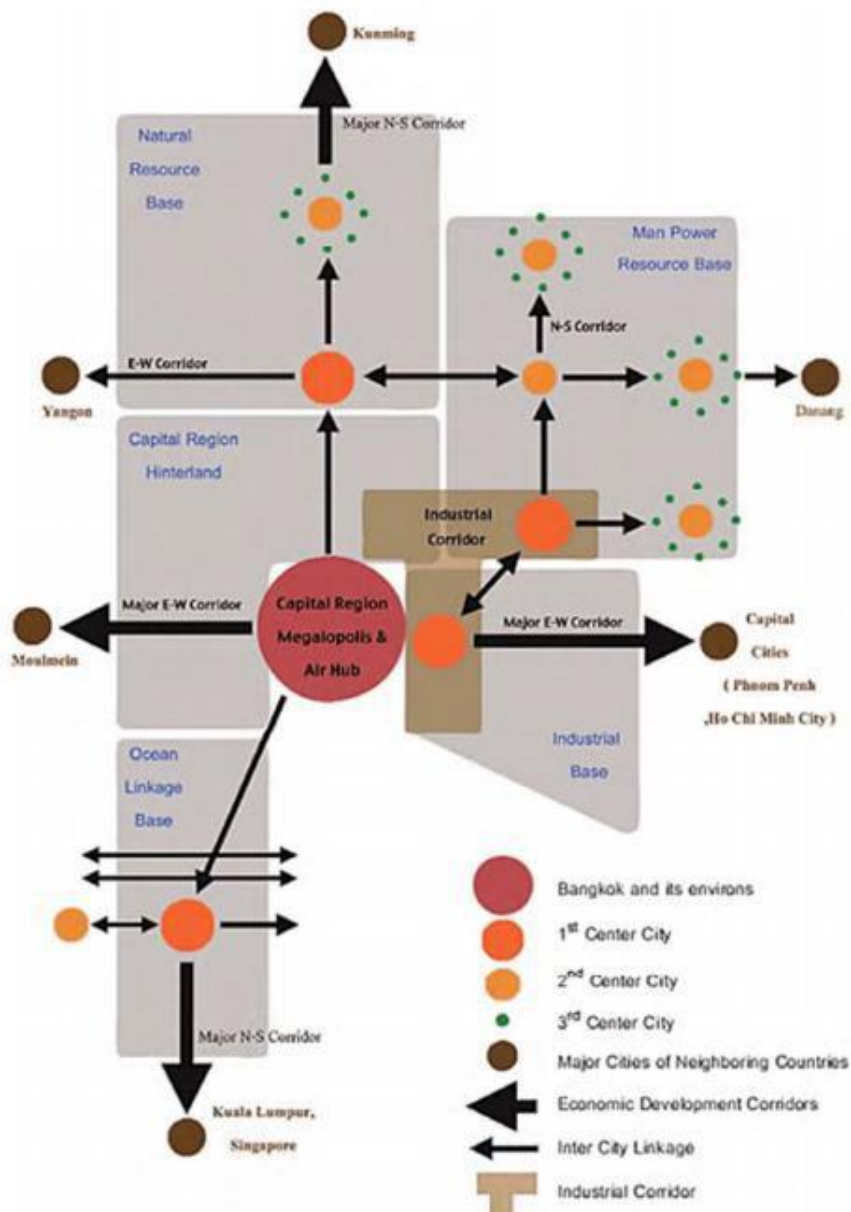 Kunming
Major N-S Corridor
Natural
Resource
Base
Man Power
Resource Base
N-S Corridor
E-W Corridor
Yangon
Danang
Capital Region
Hinterland
Industrial
Corridor
Capital Region
Megalopolis &
Air Hub
Major E-W Corridor
Moulmein
Major E-W Corridor
Capital
Cities
( Phnom Penh
,Ho Chi Minh City )
Industrial
Base
Ocean
Linkage
Base
Major N-S Corridor
Kuala Lumpur,
Singapore
Bangkok and its environs
1st Center City
2nd Center City
3rd Center City
Major Cities of Neighboring Countries
Economic Development Corridors
Inter City Linkage
Industrial Corridor